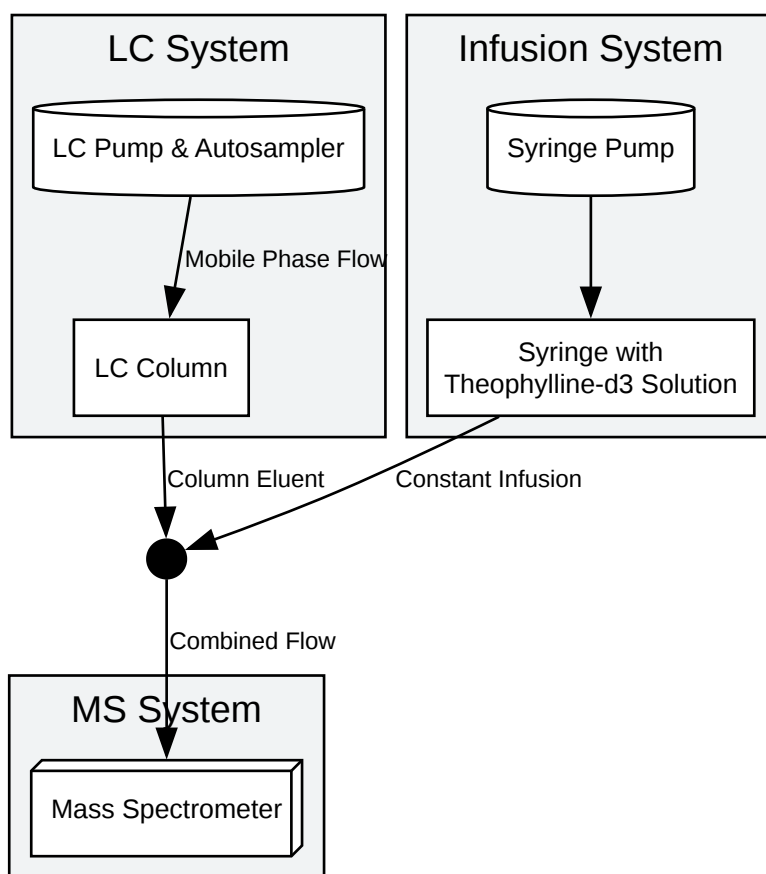 LC System
Infusion System
LC Pump & Autosampler
Syringe Pump
Mobile Phase Flow
LC Column
Syringe with
Theophylline-d3 Solution
Column Eluent
Constant Infusion
Combined Flow
MS System
Mass Spectrometer